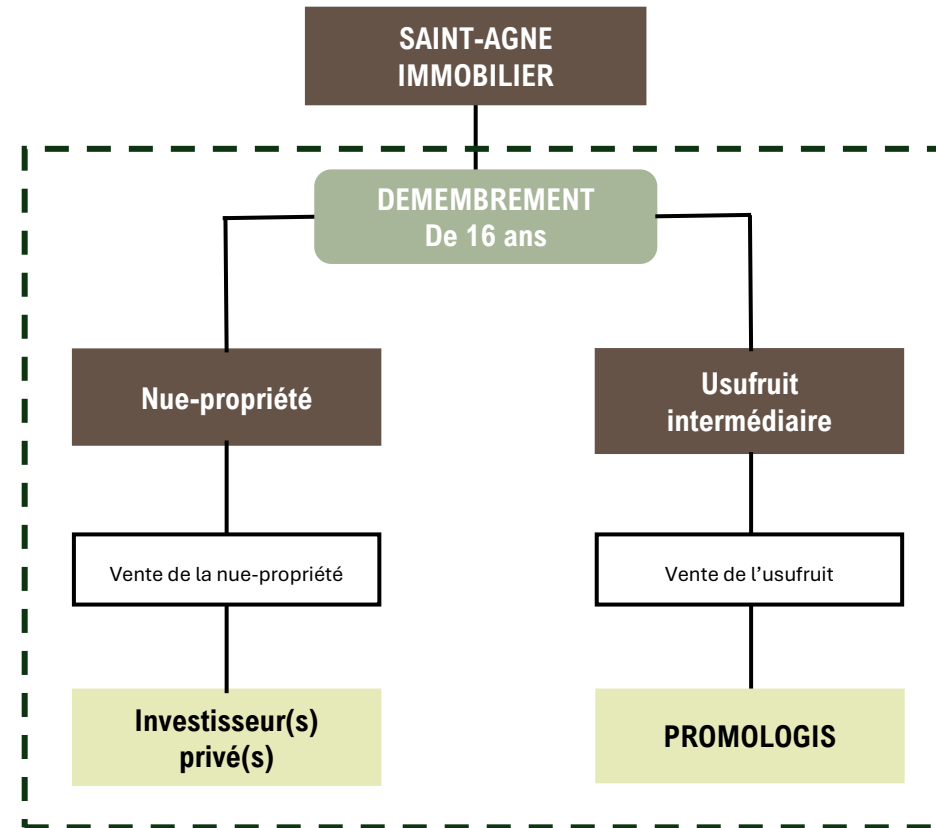 SAINT-AGNE
IMMOBILIER
DEMEMBREMENT
De 16 ans
Nue-propriété
Usufruit
intermédiaire
Vente de la nue-propriété
Vente de l’usufruit
Investisseur(s)
privé(s)
PROMOLOGIS